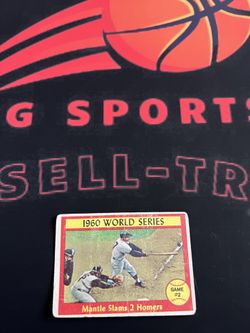 G SPORTS
SELL-TR
1960 WORLD SERIES
GAME
#2
Mantle Slams 2 Homers